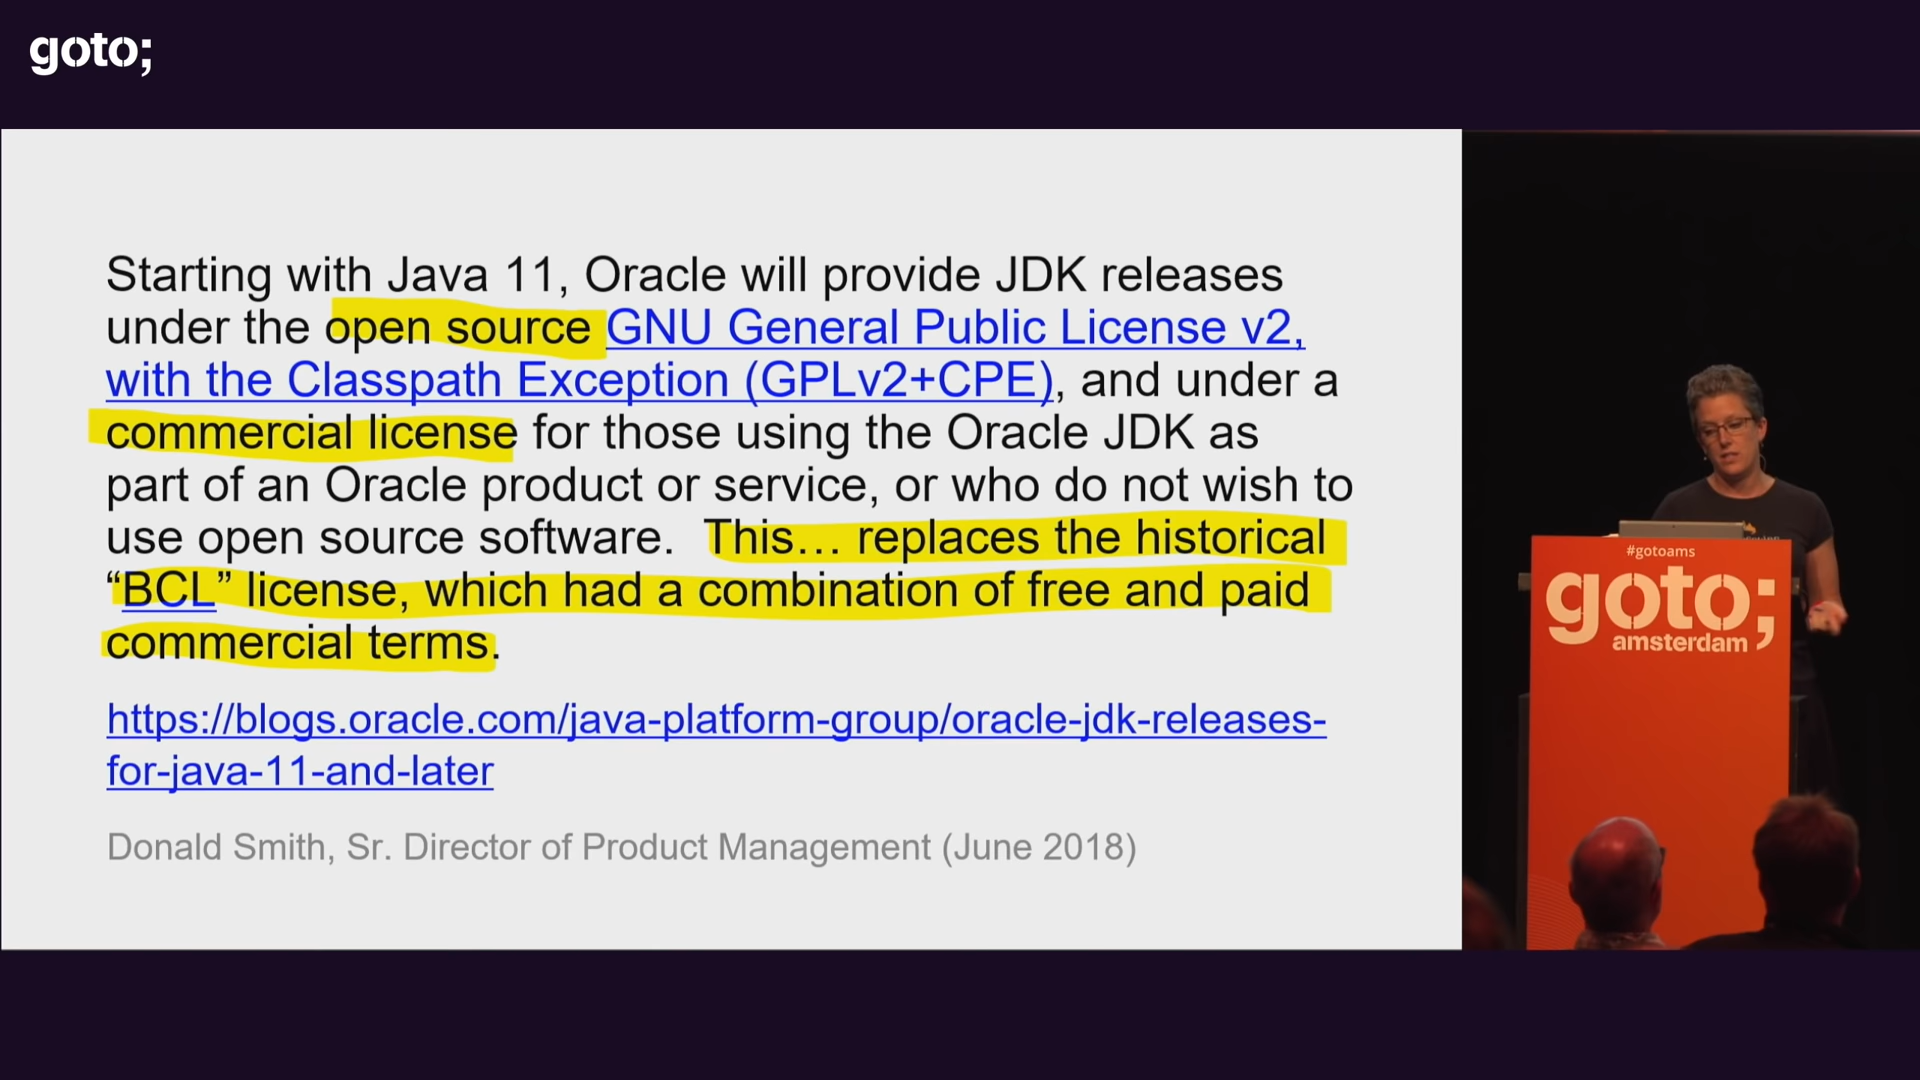 goto;
Starting with Java 11, Oracle will provide JDK releases
under the open source GNU General Public License v2,
with the Classpath Exception (GPLv2+CPE), and under a
commercial license for those using the Oracle JDK as
part of an Oracle product or service, or who do not wish to
use open source software.  This… replaces the historical
“BCL” license, which had a combination of free and paid
commercial terms.
https://blogs.oracle.com/java-platform-group/oracle-jdk-releases-
for-java-11-and-later
Donald Smith, Sr. Director of Product Management (June 2018)
#gotoams
goto;
amsterdam